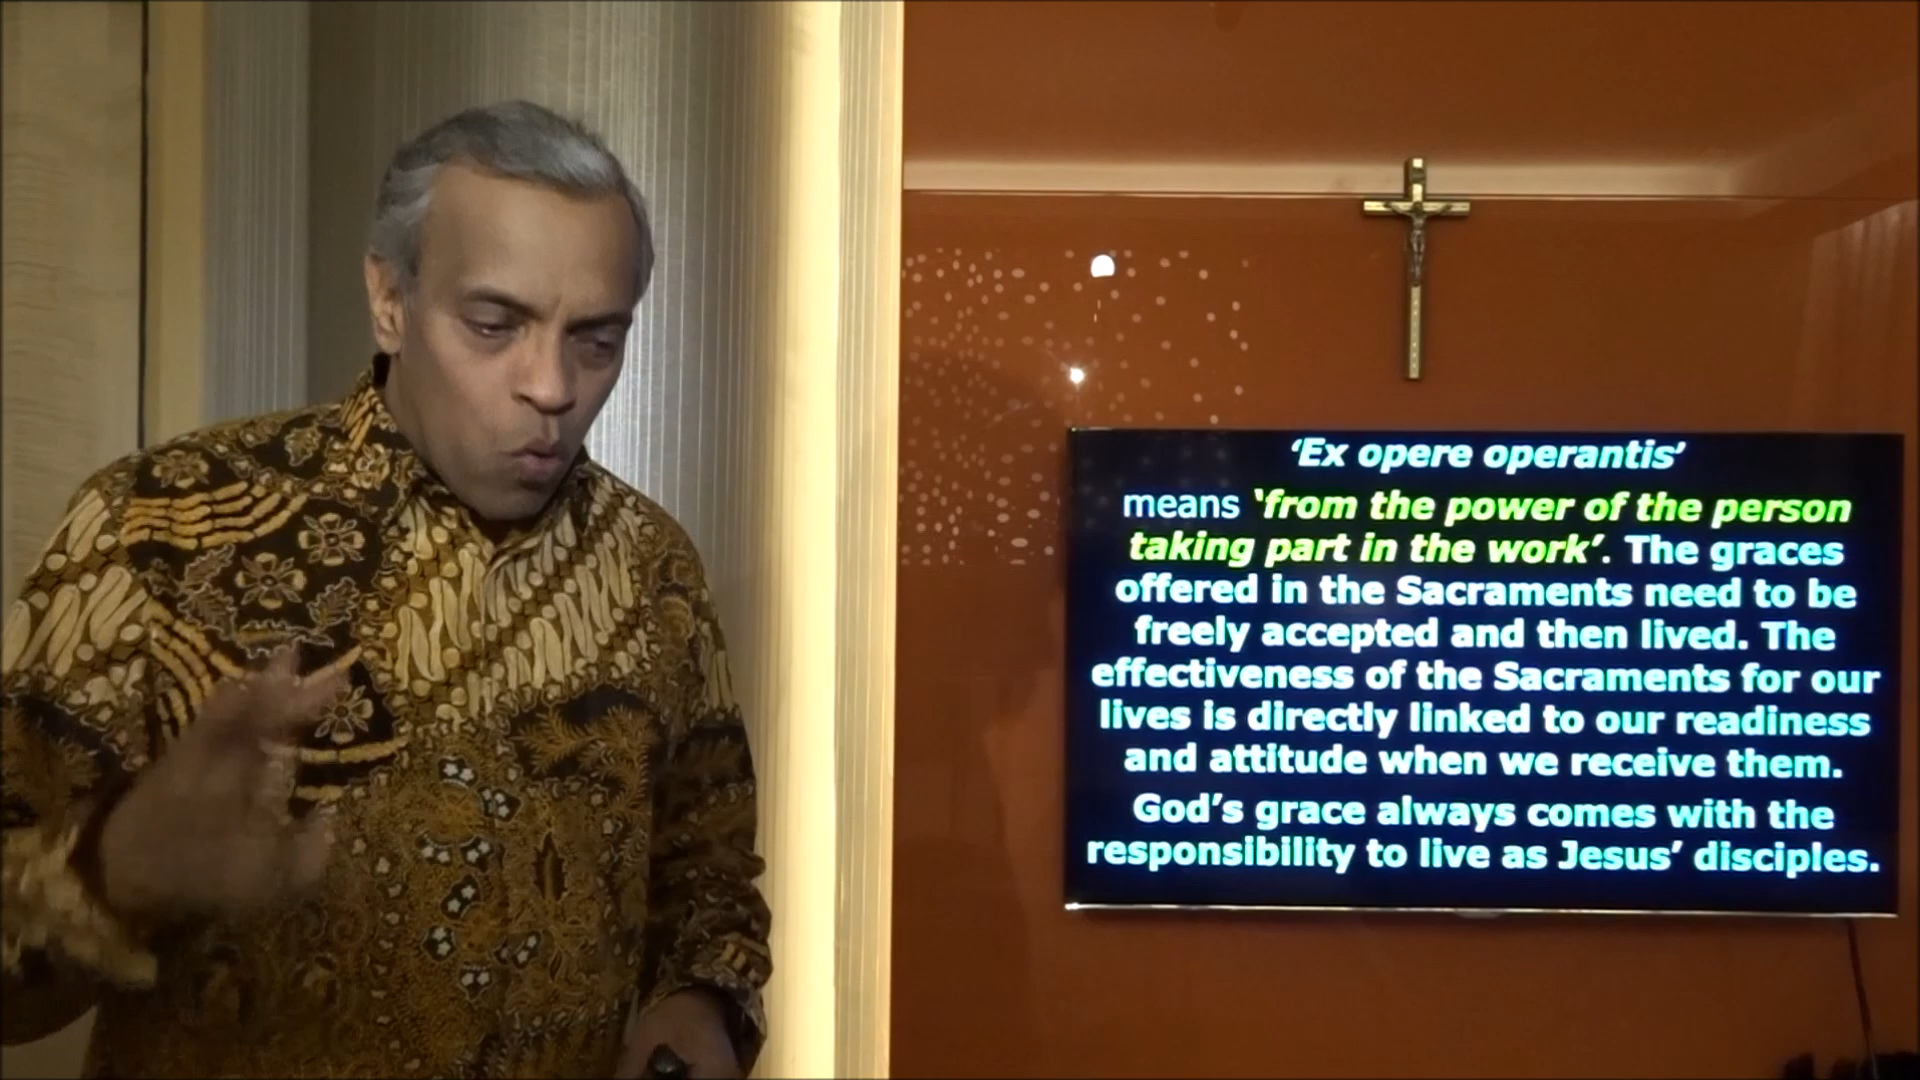 ‘Ex opere operantis’
means ‘from the power of the person
taking part in the work’. The graces
offered in the Sacraments need to be
freely accepted and then lived. The
effectiveness of the Sacraments for our
lives is directly linked to our readiness
and attitude when we receive them.
God’s grace always comes with the
responsibility to live as Jesus’ disciples.